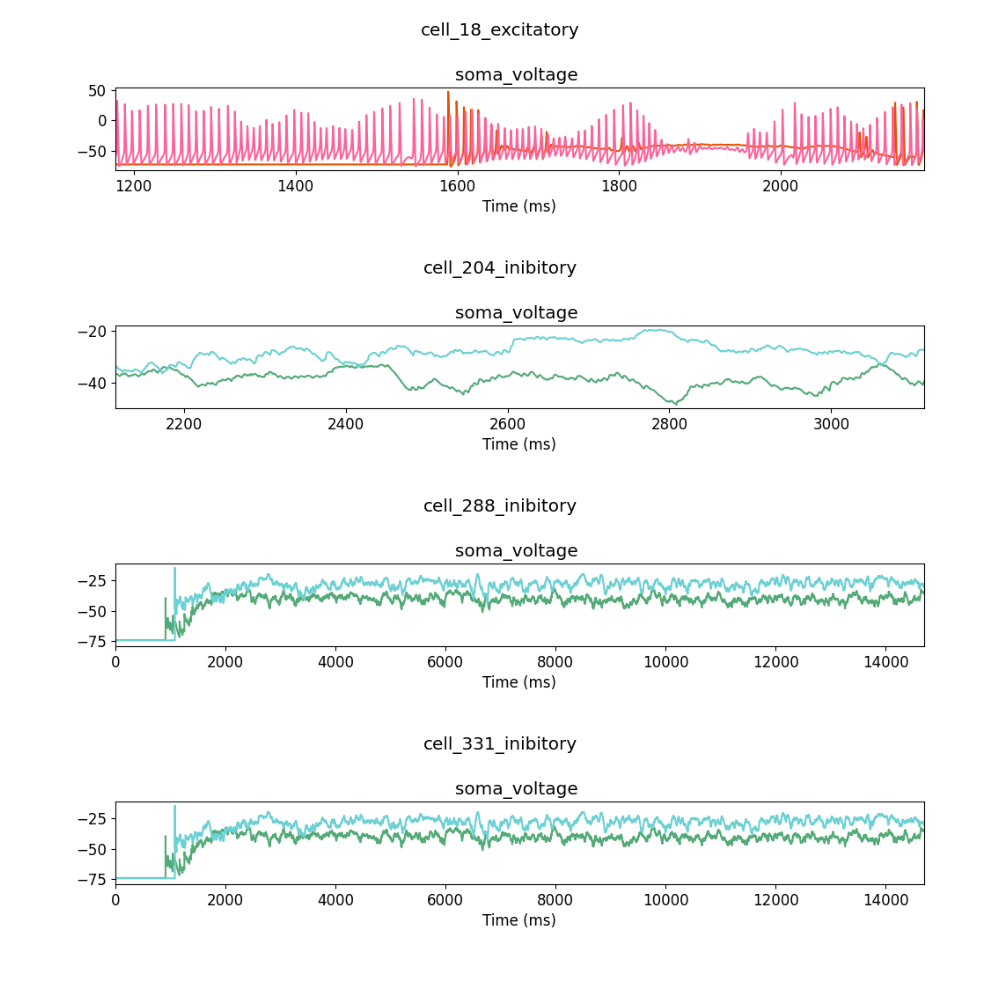 cell_18_excitatory
soma_voltage
50
0
−50
1200 1400 1600 1800 2000
Time (ms)
cell_204_inibitory
soma_voltage
−20
−40
2200 2400 2600 2800 3000
Time (ms)
cell_288_inibitory
soma_voltage
−25
−50
−75
0 2000 4000 6000 8000 10000 12000 14000
Time (ms)
cell_331_inibitory
soma_voltage
−25
−50
−75
0 2000 4000 6000 8000 10000 12000 14000
Time (ms)